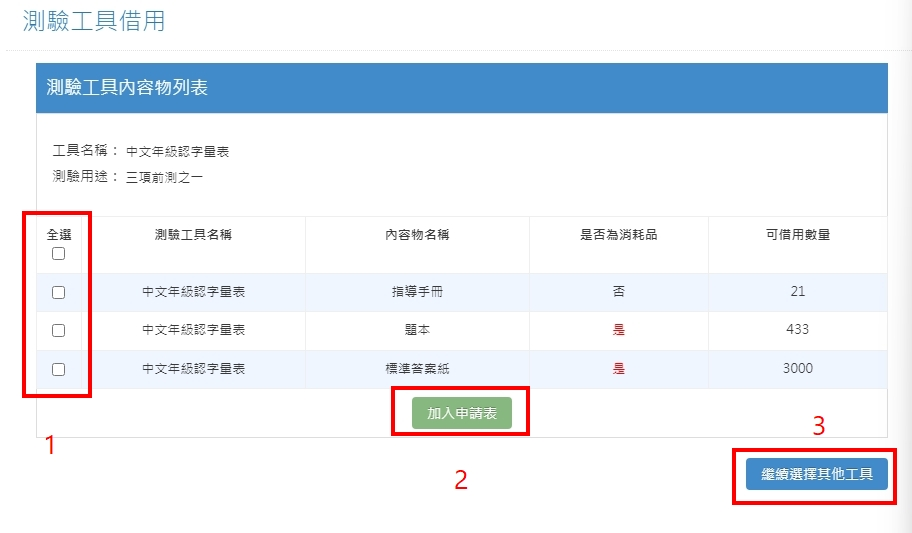 測驗工具借用
測驗工具內容物列表
工具名稱： 中文年級認字量表
測驗用途： 三項前測之一
全選 測驗工具名稱 內容物名稱 是否為消耗品 可借用數量
中文年級認字量表 指導手冊 否 21
中文年級認字量表 題本 是 433
中文年級認字量表 標準答案紙 是 3000
加入申請表
1
3
2
繼續選擇其他工具